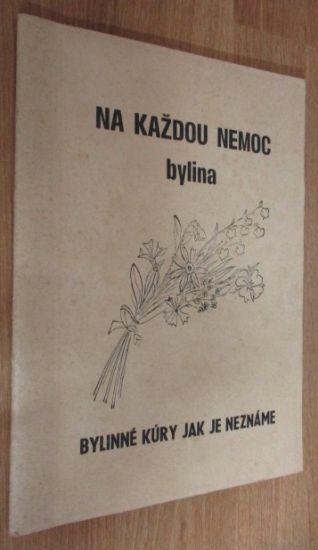 NA KAŽDOU NEMOC
bylina
BYLINNÉ KÚRY JAK JE NEZNÁME